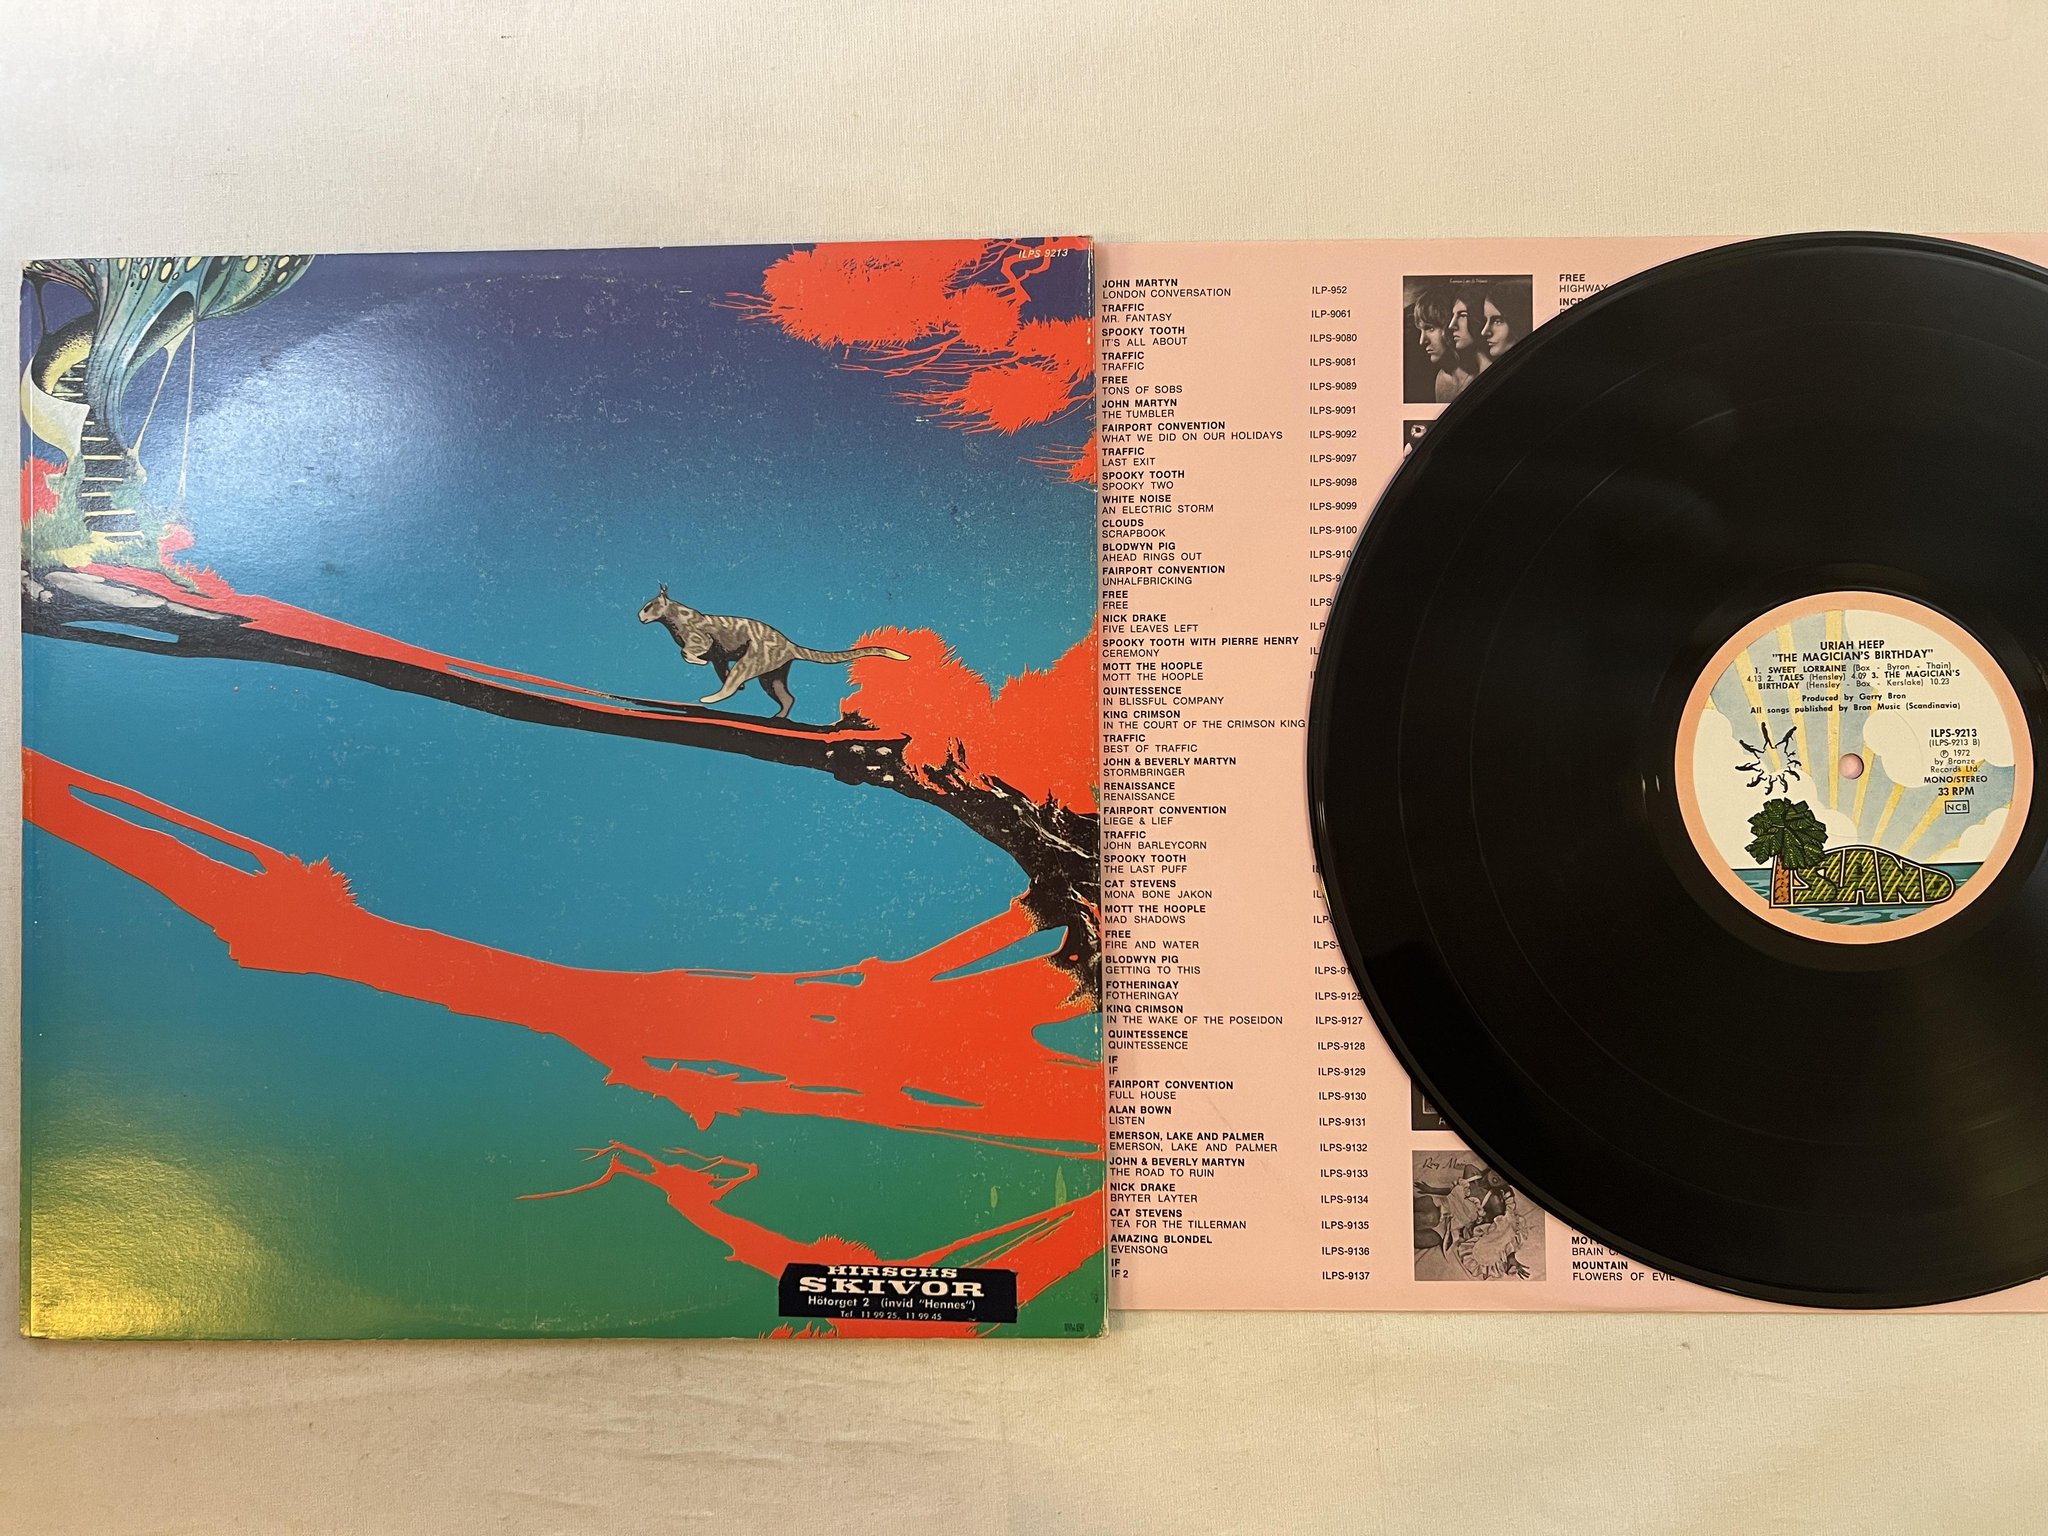 ILPS 9213
HIRSCHS
SKIVOR
Hötorget 2 (invid "Hennes")
Tel. 11 99 25, 11 99 45
JOHN MARTYN
LONDON CONVERSATION ILP-952
TRAFFIC
MR. FANTASY ILP-9061
SPOOKY TOOTH
IT'S ALL ABOUT ILPS-9080
TRAFFIC
TRAFFIC ILPS-9081
FREE
TONS OF SOBS ILPS-9089
JOHN MARTYN
THE TUMBLER ILPS-9091
FAIRPORT CONVENTION
WHAT WE DID ON OUR HOLIDAYS ILPS-9092
TRAFFIC
LAST EXIT ILPS-9097
SPOOKY TOOTH
SPOOKY TWO ILPS-9098
WHITE NOISE
AN ELECTRIC STORM ILPS-9099
CLOUDS
SCRAPBOOK ILPS-9100
BLODWYN PIG
AHEAD RINGS OUT ILPS-910
FAIRPORT CONVENTION
UNHALFBRICKING ILPS-9
FREE
FREE ILPS
NICK DRAKE
FIVE LEAVES LEFT ILP
SPOOKY TOOTH WITH PIERRE HENRY
CEREMONY
MOTT THE HOOPLE
MOTT THE HOOPLE
QUINTESSENCE
IN BLISSFUL COMPANY
KING CRIMSON
IN THE COURT OF THE CRIMSON KING
TRAFFIC
BEST OF TRAFFIC
JOHN & BEVERLY MARTYN
STORMBRINGER
RENAISSANCE
RENAISSANCE
FAIRPORT CONVENTION
LIEGE & LIEF
TRAFFIC
JOHN BARLEYCORN
SPOOKY TOOTH
THE LAST PUFF
CAT STEVENS
MONA BONE JAKON
MOTT THE HOOPLE
MAD SHADOWS ILPS
FREE
FIRE AND WATER ILPS-
BLODWYN PIG
GETTING TO THIS ILPS-91
FOTHERINGAY
FOTHERINGAY ILPS-9125
KING CRIMSON
IN THE WAKE OF THE POSEIDON ILPS-9127
QUINTESSENCE
QUINTESSENCE ILPS-9128
IF
IF ILPS-9129
FAIRPORT CONVENTION
FULL HOUSE ILPS-9130
ALAN BOWN
LISTEN ILPS-9131
EMERSON, LAKE AND PALMER
EMERSON, LAKE AND PALMER ILPS-9132
JOHN & BEVERLY MARTYN
THE ROAD TO RUIN ILPS-9133
NICK DRAKE
BRYTER LAYTER ILPS-9134
CAT STEVENS
TEA FOR THE TILLERMAN ILPS-9135
AMAZING BLONDEL
EVENSONG ILPS-9136
IF
IF 2 ILPS-9137
FREE
HIGHWAY
INCR
MOTT
BRAIN CA
MOUNTAIN
FLOWERS OF EVIL
URIAH HEEP
"THE MAGICIAN'S BIRTHDAY"
1. SWEET LORRAINE (Box - Byron - Thain)
4.13 2. TALES (Hensley) 4.09 3. THE MAGICIAN'S
BIRTHDAY (Hensley - Box - Kerslake) 10.23
Produced by Gerry Bron
All songs published by Bron Music (Scandinavia)
ILPS-9213
(ILPS-9213 B)
℗ 1972
by Bronze
Records Ltd.
MONO/STEREO
33 RPM
NCB
ISLAND